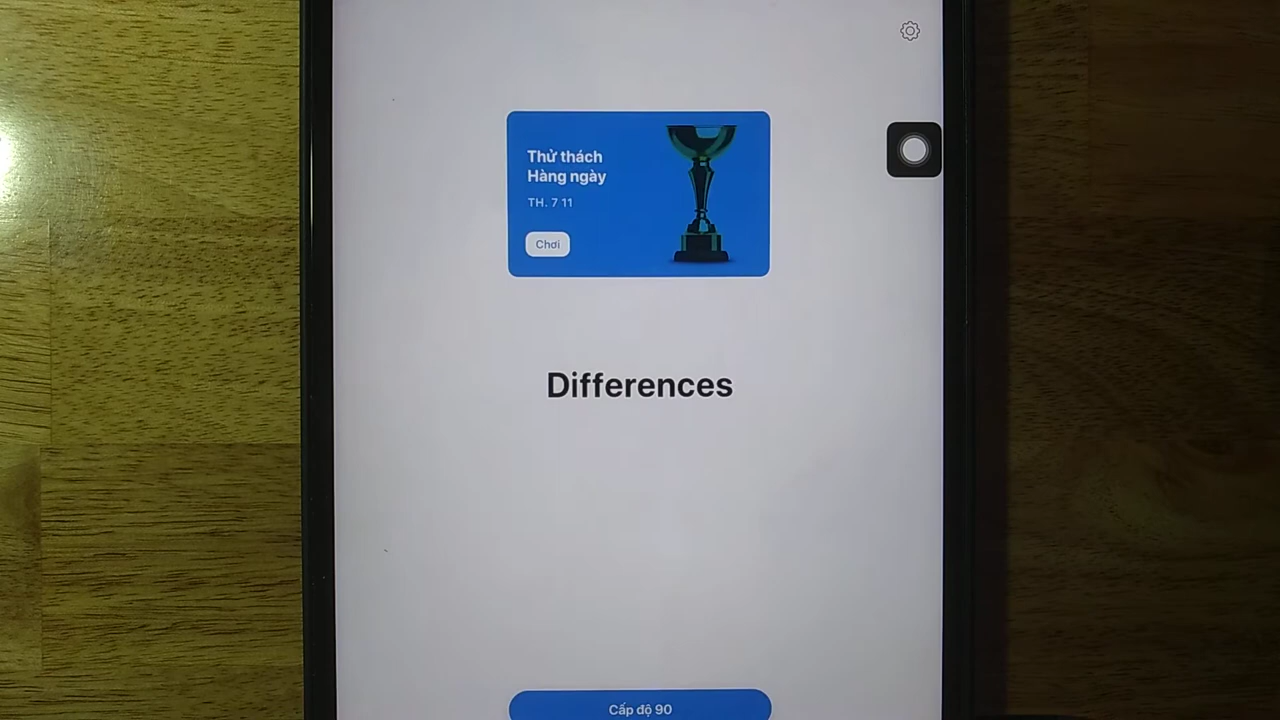 Thử thách
Hàng ngày
TH. 7 11
Chơi
Differences
Cấp độ 90